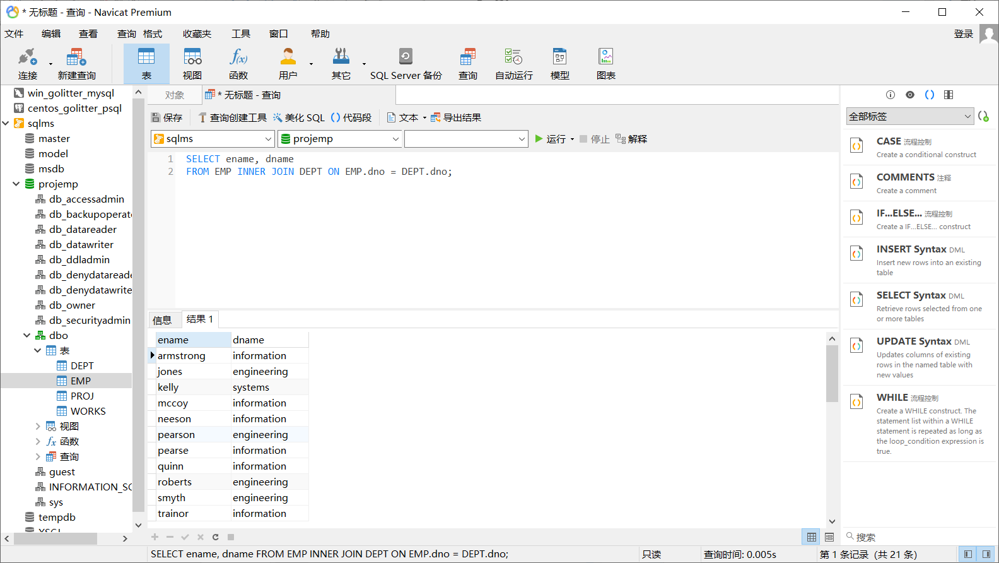 * 无标题 - 查询 - Navicat Premium
文件 编辑 查看 查询 格式 收藏夹 工具 窗口 帮助 登录
连接 新建查询 表 视图 函数 用户 其它 SQL Server 备份 查询 自动运行 模型 图表
win_golitter_mysql
centos_golitter_psql
sqlms
master
model
msdb
projemp
db_accessadmin
db_backupoperat
db_datareader
db_datawriter
db_ddladmin
db_denydatareade
db_denydatawrite
db_owner
db_securityadmin
dbo
表
DEPT
EMP
PROJ
WORKS
视图
函数
查询
guest
INFORMATION_SC
sys
tempdb
对象 * 无标题 - 查询
保存 查询创建工具 美化 SQL 代码段 文本 导出结果
sqlms projemp 运行 停止 解释
1 SELECT ename, dname
2 FROM EMP INNER JOIN DEPT ON EMP.dno = DEPT.dno;
信息 结果 1
ename dname
armstrong information
jones engineering
kelly systems
mccoy information
neeson information
pearson engineering
pearse information
quinn information
roberts engineering
smyth engineering
trainor information
全部标签
CASE 流程控制
Create a conditional construct
COMMENTS 注释
Create a comment
IF...ELSE... 流程控制
Create a IF...ELSE... construct
INSERT Syntax DML
Insert new rows into an existing
table
SELECT Syntax DML
Retrieve rows selected from one
or more tables
UPDATE Syntax DML
Updates columns of existing
rows in the named table with
new values
WHILE 流程控制
Create a WHILE construct. The
statement list within a WHILE
statement is repeated as long as
the loop_condition expression is
true.
搜索
SELECT ename, dname FROM EMP INNER JOIN DEPT ON EMP.dno = DEPT.dno; 只读 查询时间: 0.005s 第 1 条记录 (共 21 条)